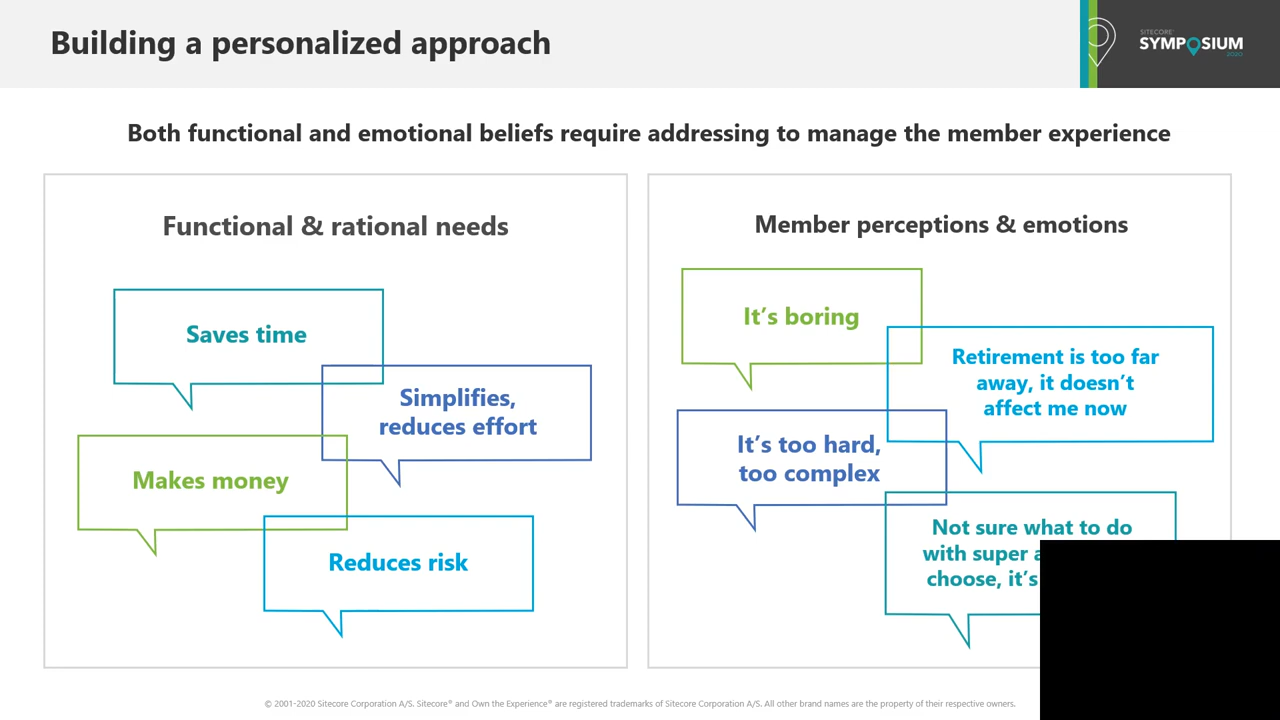 Building a personalized approach
SITECORE
SYMPOSIUM
2020
Both functional and emotional beliefs require addressing to manage the member experience
Functional & rational needs
Saves time
Simplifies,
reduces effort
Makes money
Reduces risk
Member perceptions & emotions
It's boring
Retirement is too far
away, it doesn't
affect me now
It's too hard,
too complex
Not sure what to do
with super
choose, it's
© 2001-2020 Sitecore Corporation A/S. Sitecore® and Own the Experience® are registered trademarks of Sitecore Corporation A/S. All other brand names are the property of their respective owners.